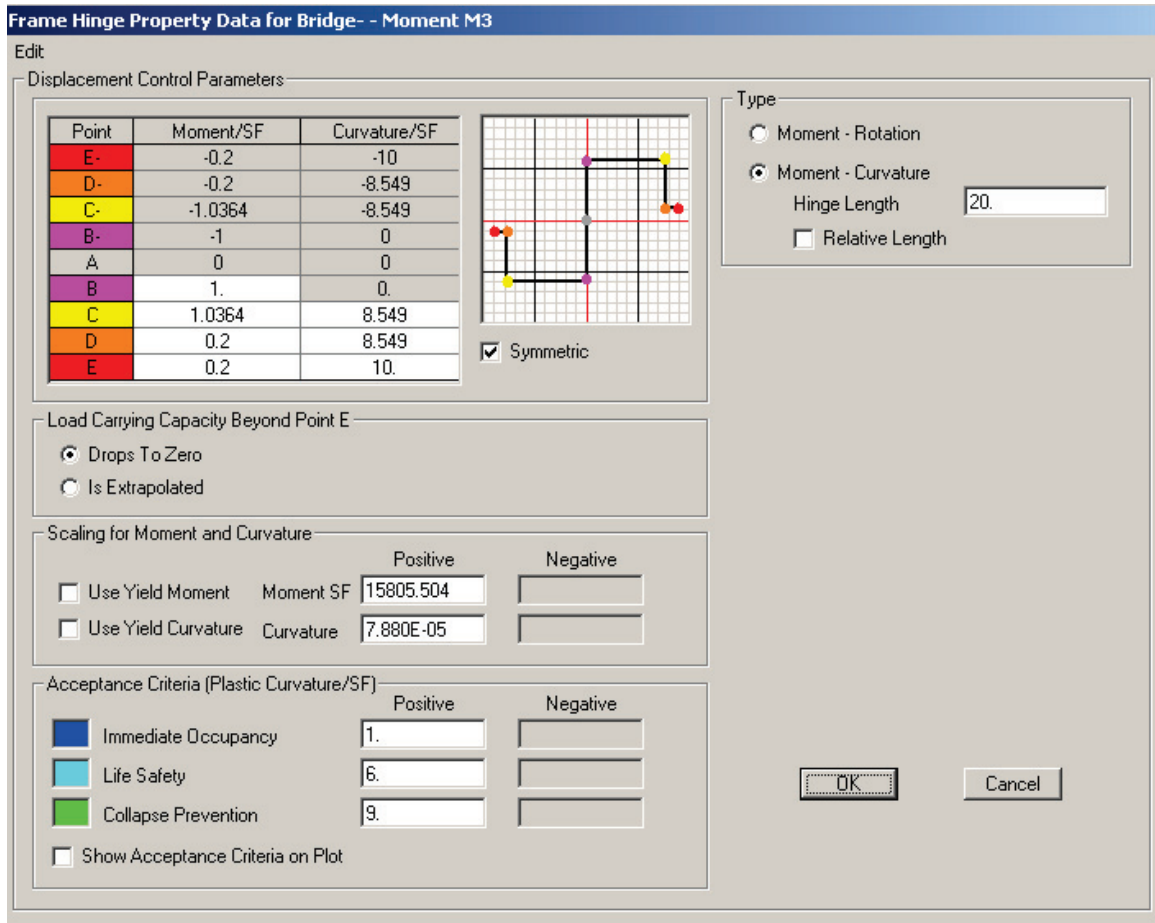 Frame Hinge Property Data for Bridge- - Moment M3
Edit
Displacement Control Parameters
Point Moment/SF Curvature/SF
E- -0.2 -10
D- -0.2 -8.549
C- -1.0364 -8.549
B- -1 0
A 0 0
B 1. 0.
C 1.0364 8.549
D 0.2 8.549
E 0.2 10.
Symmetric
Type
Moment - Rotation
Moment - Curvature
Hinge Length 20.
Relative Length
Load Carrying Capacity Beyond Point E
Drops To Zero
Is Extrapolated
Scaling for Moment and Curvature
Positive Negative
Use Yield Moment Moment SF 15805.504
Use Yield Curvature Curvature 7.880E-05
Acceptance Criteria (Plastic Curvature/SF)
Positive Negative
Immediate Occupancy 1.
Life Safety 6.
Collapse Prevention 9.
Show Acceptance Criteria on Plot
OK Cancel